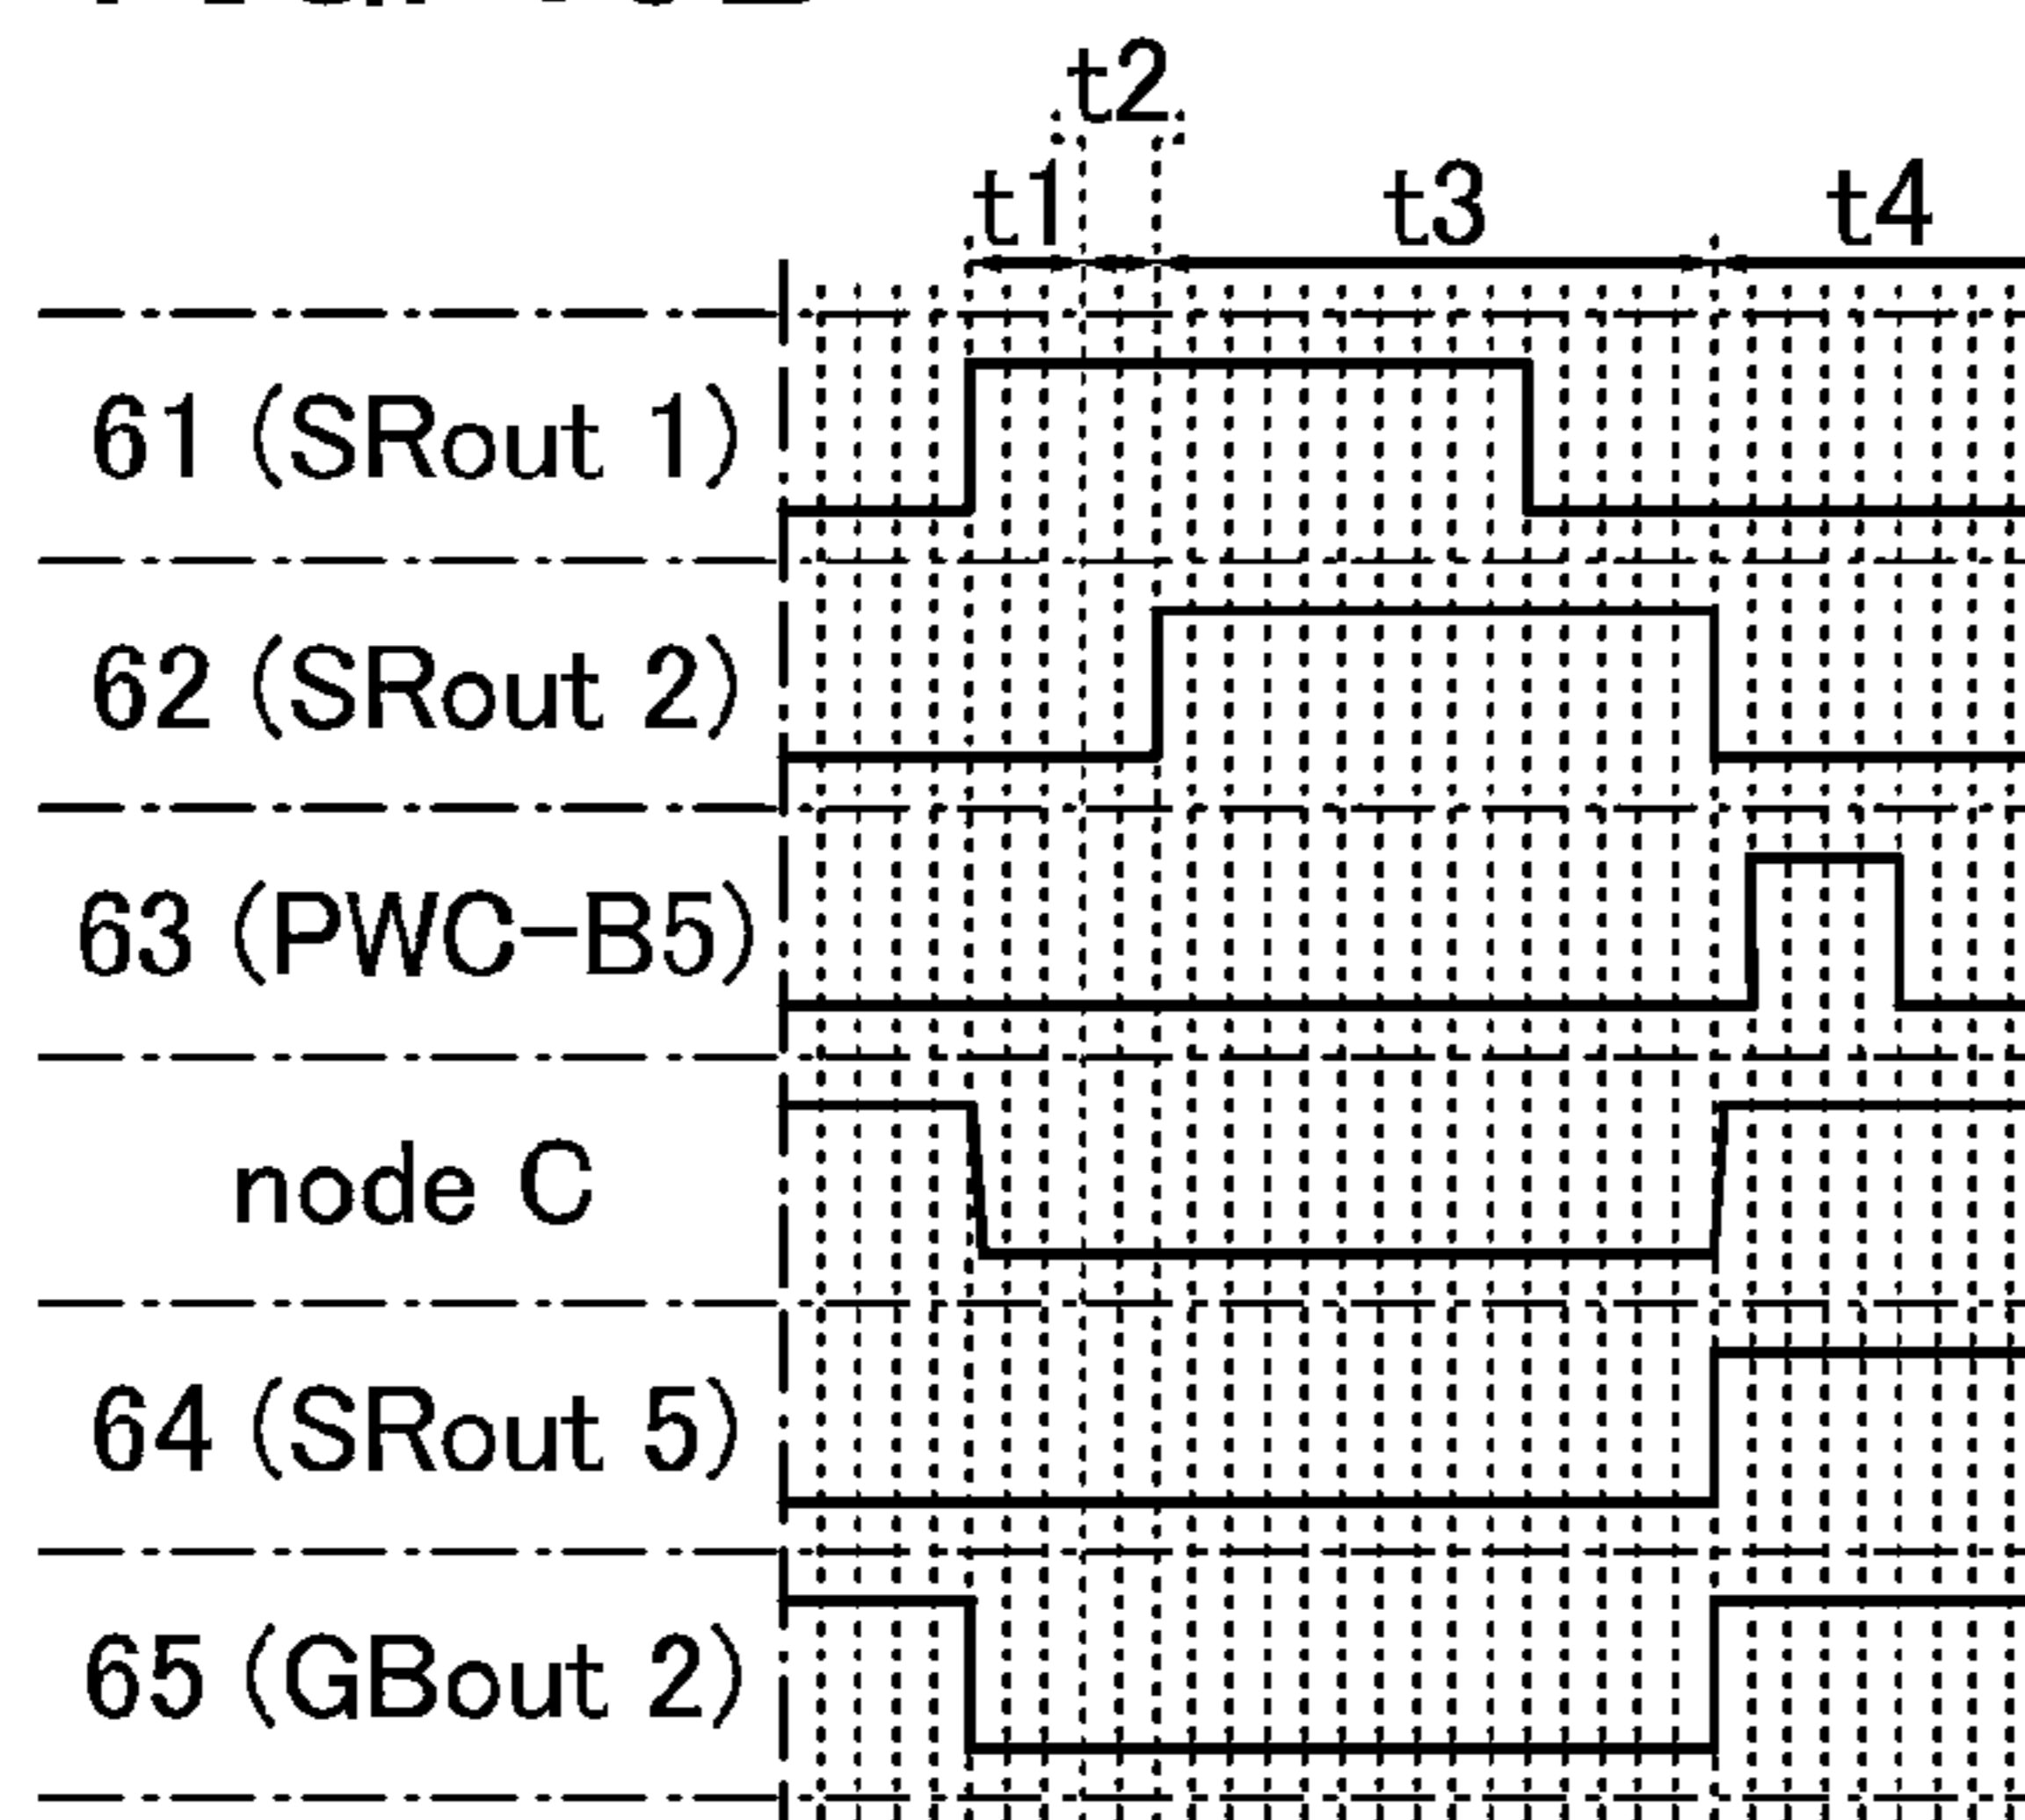 t2
t1 t3 t4
61 (SRout 1)
62 (SRout 2)
63 (PWC-B5)
node C
64 (SRout 5)
65 (GBout 2)